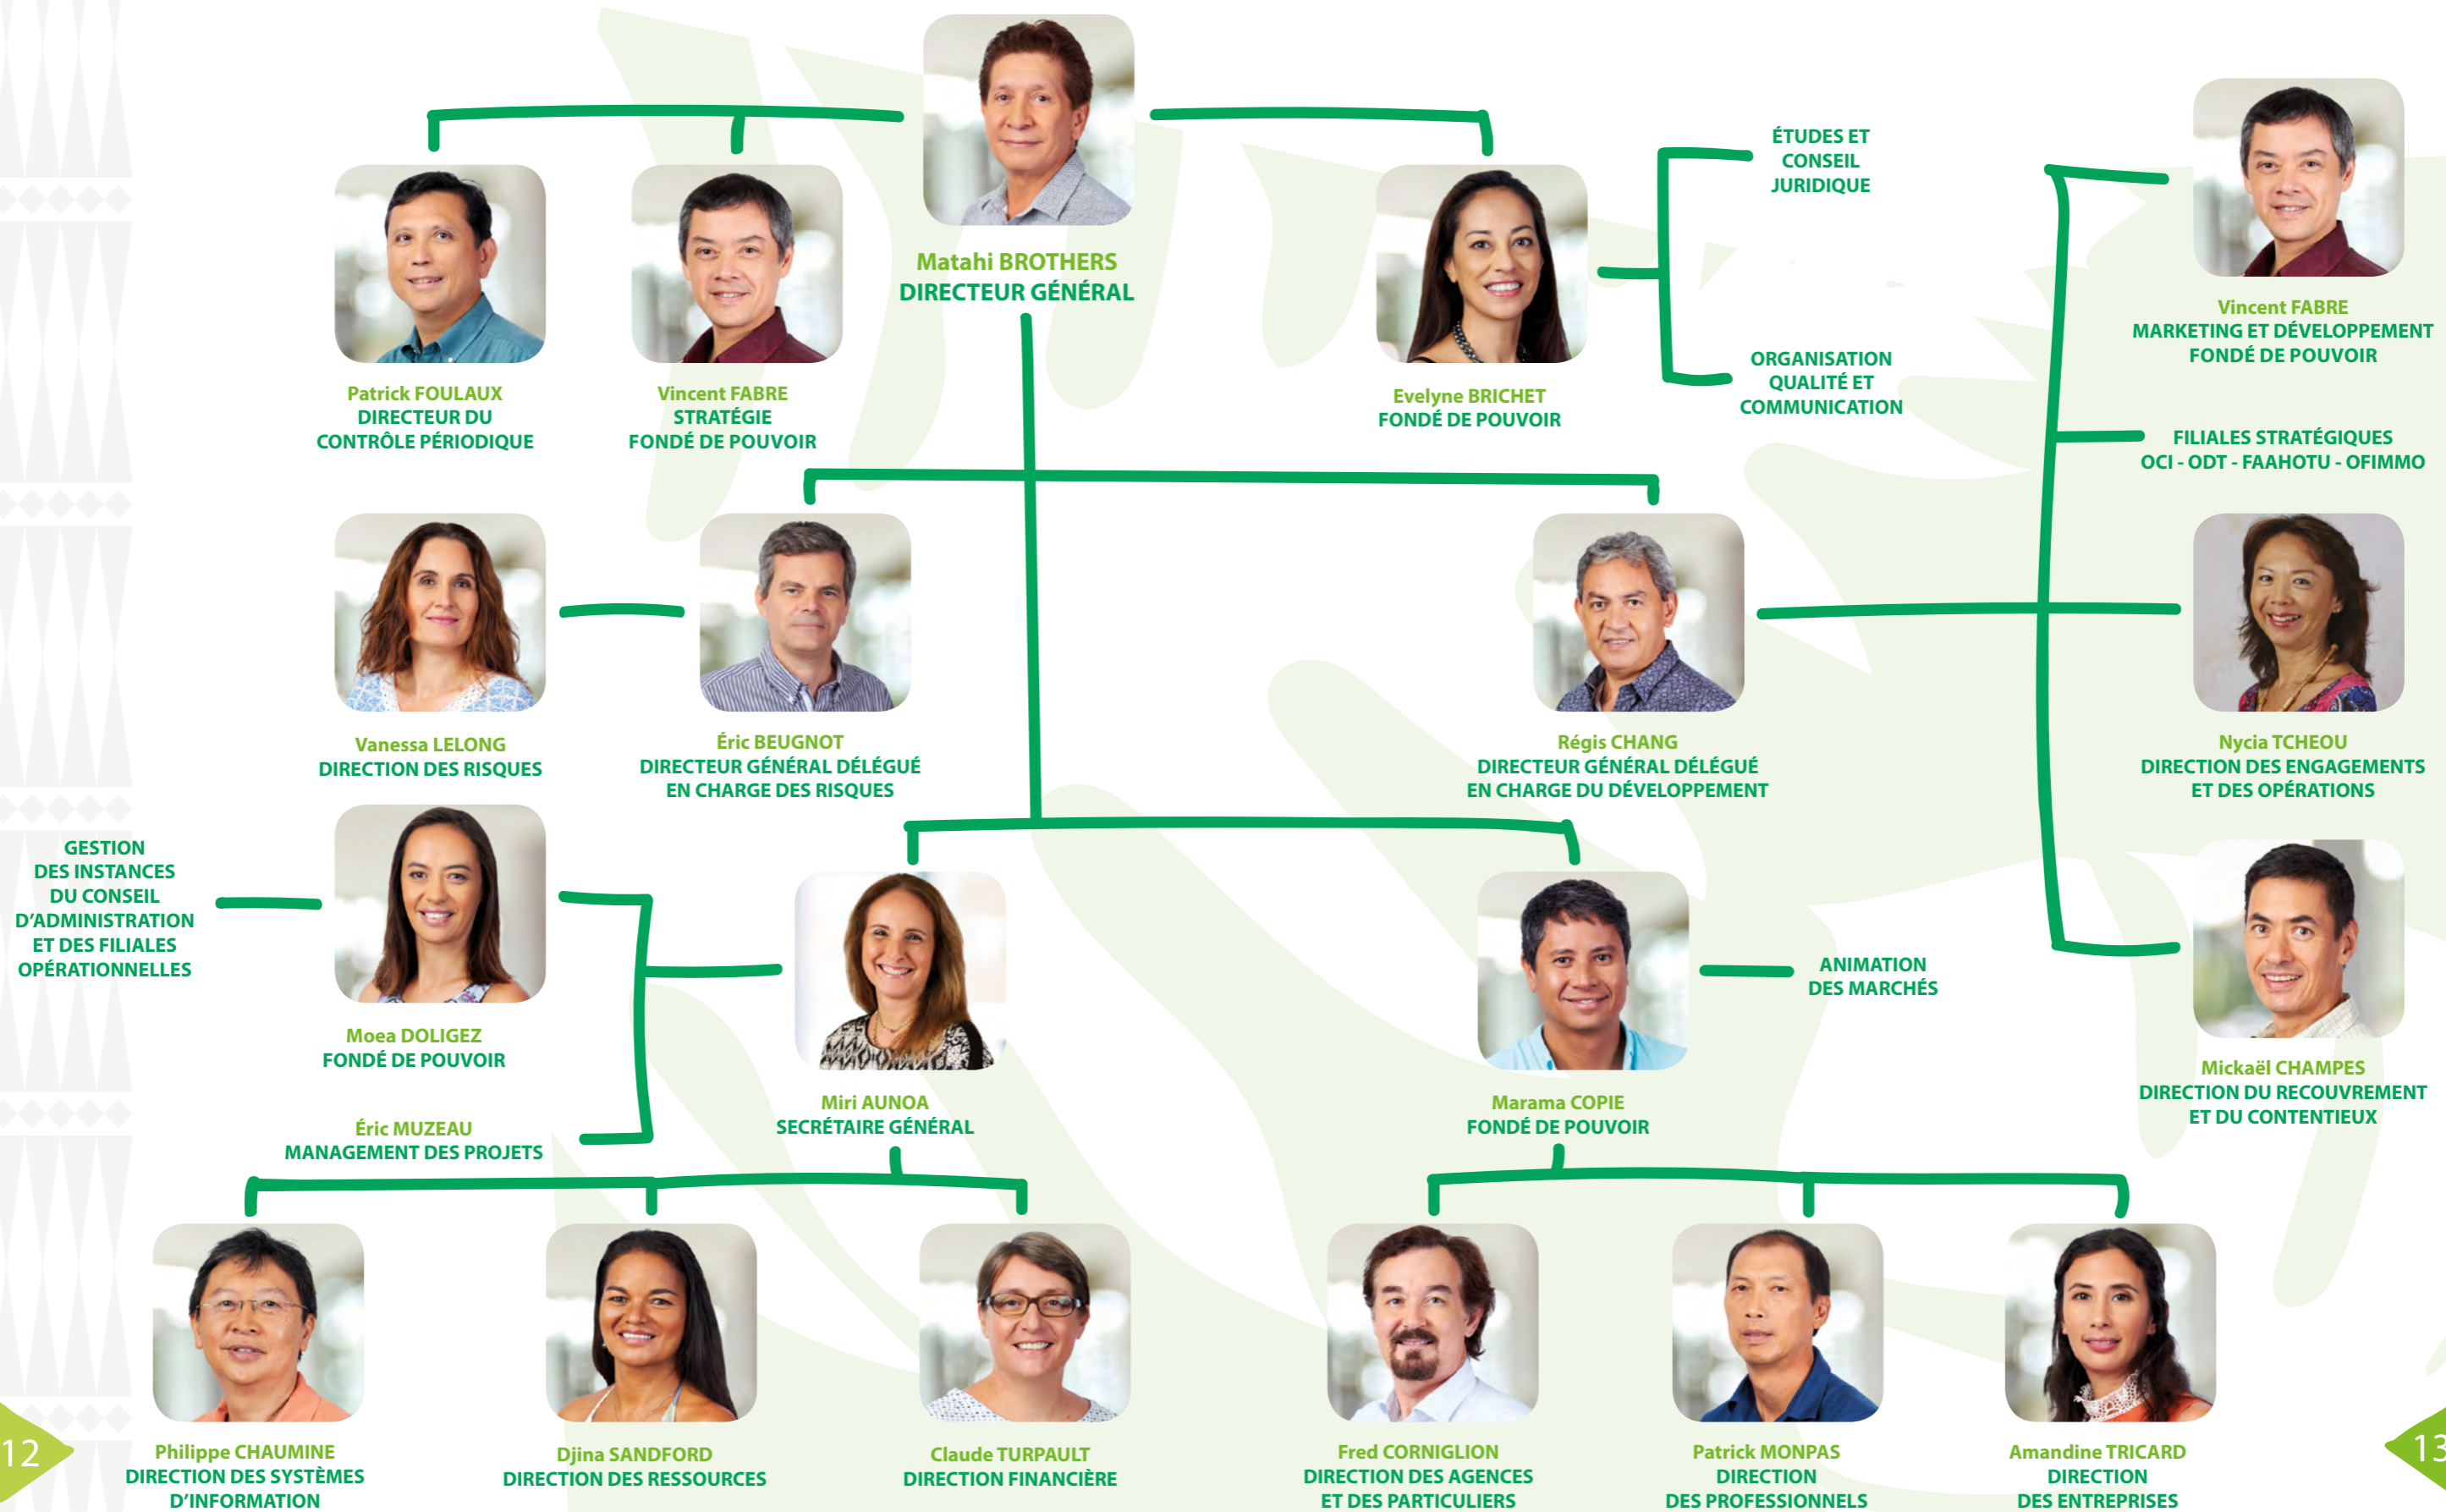 Matahi BROTHERS
DIRECTEUR GÉNÉRAL
Patrick FOULAUX
DIRECTEUR DU
CONTRÔLE PÉRIODIQUE
Vincent FABRE
STRATÉGIE
FONDÉ DE POUVOIR
Evelyne BRICHET
FONDÉ DE POUVOIR
ÉTUDES ET
CONSEIL
JURIDIQUE
ORGANISATION
QUALITÉ ET
COMMUNICATION
Vincent FABRE
MARKETING ET DÉVELOPPEMENT
FONDÉ DE POUVOIR
FILIALES STRATÉGIQUES
OCI - ODT - FAAHOTU - OFIMMO
Vanessa LELONG
DIRECTION DES RISQUES
Éric BEUGNOT
DIRECTEUR GÉNÉRAL DÉLÉGUÉ
EN CHARGE DES RISQUES
Régis CHANG
DIRECTEUR GÉNÉRAL DÉLÉGUÉ
EN CHARGE DU DÉVELOPPEMENT
Nycia TCHEOU
DIRECTION DES ENGAGEMENTS
ET DES OPÉRATIONS
GESTION
DES INSTANCES
DU CONSEIL
D'ADMINISTRATION
ET DES FILIALES
OPÉRATIONNELLES
Moea DOLIGEZ
FONDÉ DE POUVOIR
Éric MUZEAU
MANAGEMENT DES PROJETS
Miri AUNOA
SECRÉTAIRE GÉNÉRAL
Marama COPIE
FONDÉ DE POUVOIR
ANIMATION
DES MARCHÉS
Mickaël CHAMPES
DIRECTION DU RECOUVREMENT
ET DU CONTENTIEUX
Philippe CHAUMINE
DIRECTION DES SYSTÈMES
D'INFORMATION
Djina SANDFORD
DIRECTION DES RESSOURCES
Claude TURPAULT
DIRECTION FINANCIÈRE
Fred CORNIGLION
DIRECTION DES AGENCES
ET DES PARTICULIERS
Patrick MONPAS
DIRECTION
DES PROFESSIONNELS
Amandine TRICARD
DIRECTION
DES ENTREPRISES
12
13